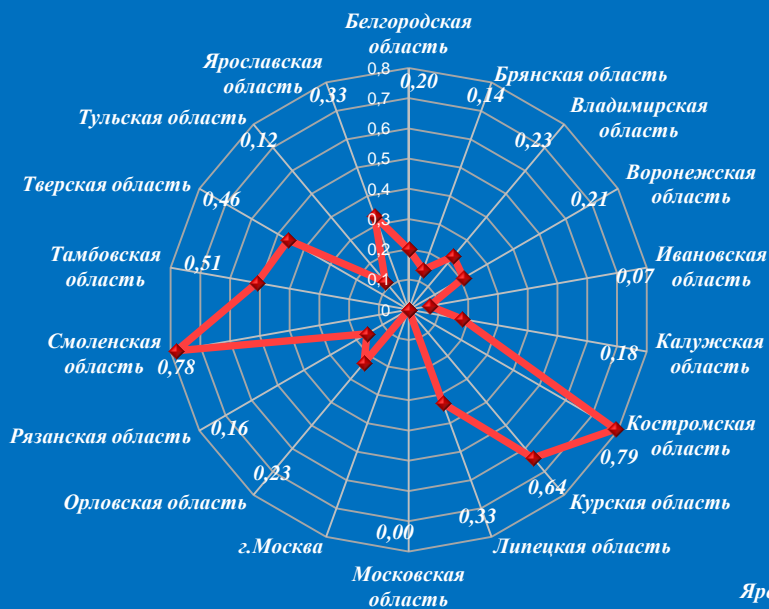 Белгородская
область
0,20
Брянская область
0,14
Владимирская
область
0,23
Воронежская
область
0,21
Ивановская
область
0,07
Калужская
область
0,18
Костромская
область
0,79
Курская область
0,64
Липецкая область
0,33
Московская
область
0,00
г.Москва
Орловская область
0,23
Рязанская область
0,16
Смоленская
область
0,78
Тамбовская
область
0,51
Тверская область
0,46
Тульская область
0,12
Ярославская
область
0,33
0,8
0,7
0,6
0,5
0,4
0,3
0,2
0,1
0